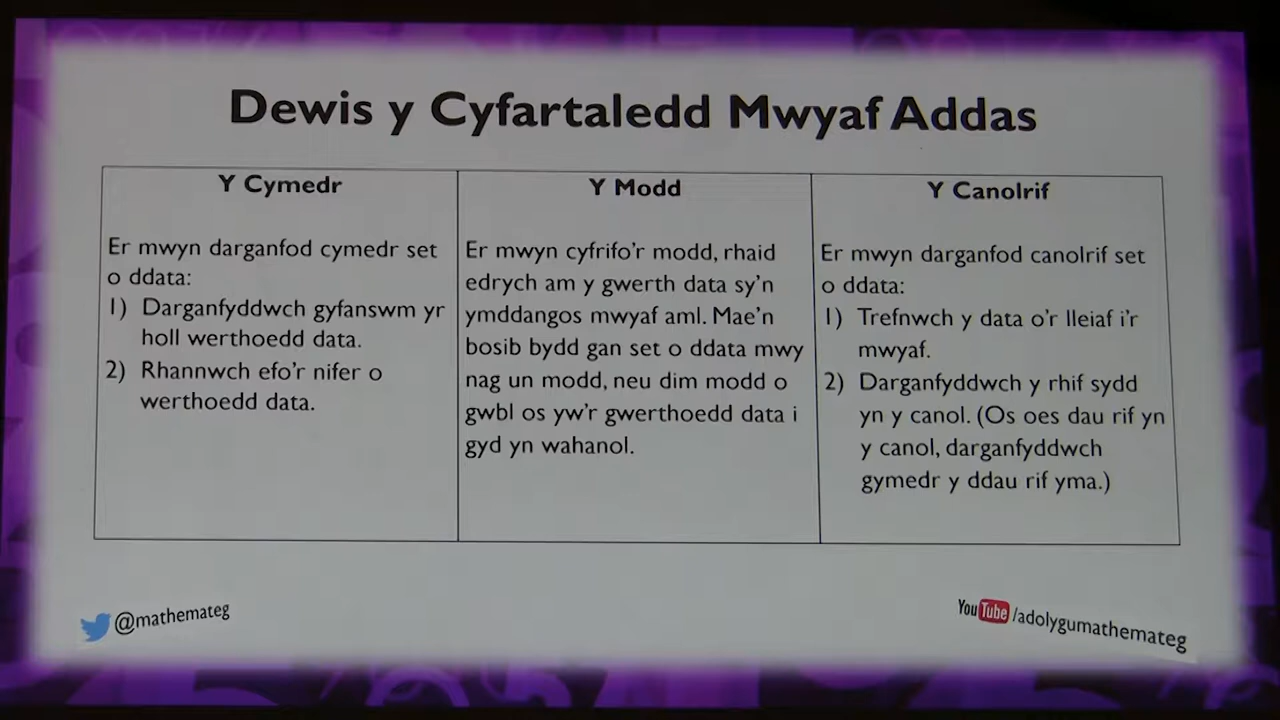 Dewis y Cyfartaledd Mwyaf Addas
Y Cymedr
Er mwyn darganfod cymedr set
o ddata:
1) Darganfyddwch gyfanswm yr
holl werthoedd data.
2) Rhannwch efo'r nifer o
werthoedd data.
Y Modd
Er mwyn cyfrifo'r modd, rhaid
edrych am y gwerth data sy'n
ymddangos mwyaf aml. Mae'n
bosib bydd gan set o ddata mwy
nag un modd, neu dim modd o
gwbl os yw'r gwerthoedd data i
gyd yn wahanol.
Y Canolrif
Er mwyn darganfod canolrif set
o ddata:
1) Trefnwch y data o'r lleiaf i'r
mwyaf.
2) Darganfyddwch y rhif sydd
yn y canol. (Os oes dau rif yn
y canol, darganfyddwch
gymedr y ddau rif yma.)
@mathemateg
YouTube /adolygumathemateg